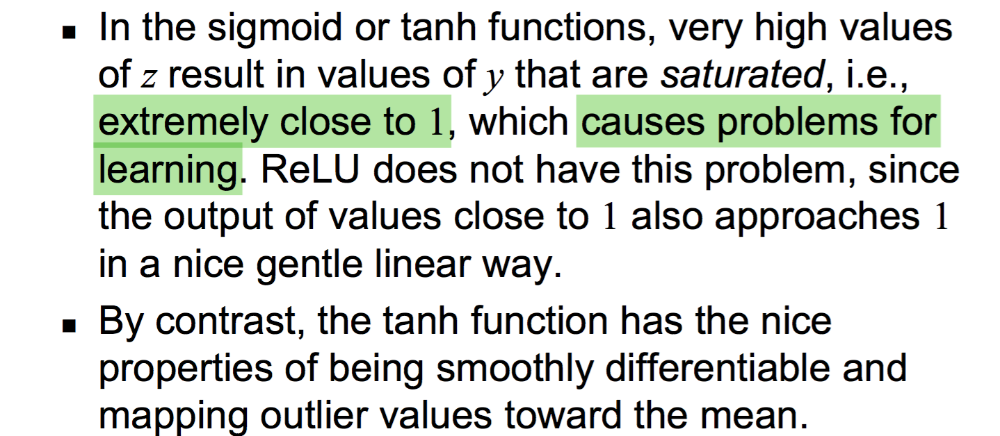 ▪ In the sigmoid or tanh functions, very high values
of z result in values of y that are saturated, i.e.,
extremely close to 1, which causes problems for
learning. ReLU does not have this problem, since
the output of values close to 1 also approaches 1
in a nice gentle linear way.
▪ By contrast, the tanh function has the nice
properties of being smoothly differentiable and
mapping outlier values toward the mean.